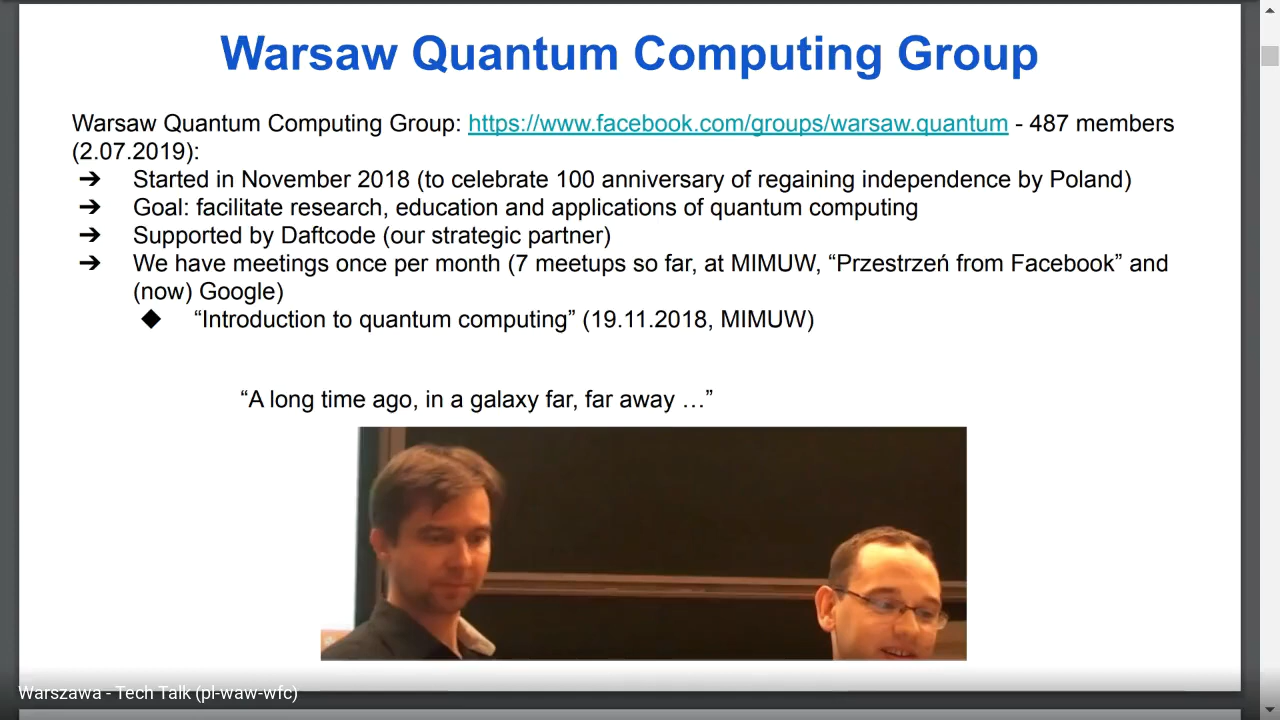 Warsaw Quantum Computing Group
Warsaw Quantum Computing Group: https://www.facebook.com/groups/warsaw.quantum - 487 members
(2.07.2019):
➔ Started in November 2018 (to celebrate 100 anniversary of regaining independence by Poland)
➔ Goal: facilitate research, education and applications of quantum computing
➔ Supported by Daftcode (our strategic partner)
➔ We have meetings once per month (7 meetups so far, at MIMUW, “Przestrzeń from Facebook” and
(now) Google)
◆ “Introduction to quantum computing” (19.11.2018, MIMUW)
“A long time ago, in a galaxy far, far away …”
Warszawa - Tech Talk (pl-waw-wfc)